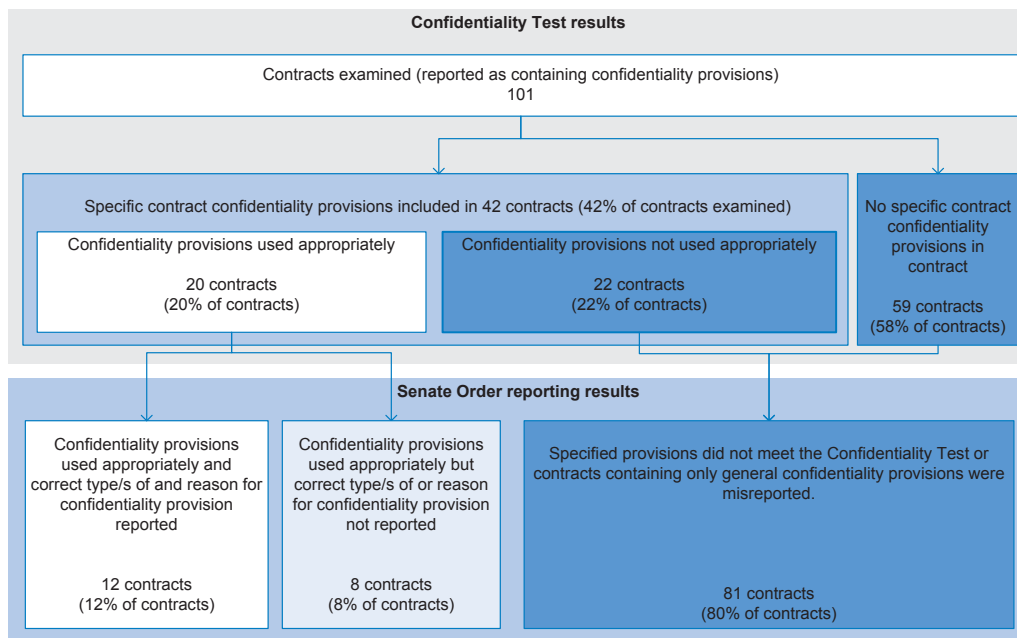 Confidentiality Test results
Contracts examined (reported as containing confidentiality provisions)
101
Specific contract confidentiality provisions included in 42 contracts (42% of contracts examined)
Confidentiality provisions used appropriately
20 contracts
(20% of contracts)
Confidentiality provisions not used appropriately
22 contracts
(22% of contracts)
No specific contract
confidentiality
provisions in
contract
59 contracts
(58% of contracts)
Senate Order reporting results
Confidentiality provisions
used appropriately and
correct type/s of and reason for
confidentiality provision
reported
12 contracts
(12% of contracts)
Confidentiality provisions
used appropriately but
correct type/s of or reason
for confidentiality provision
not reported
8 contracts
(8% of contracts)
Specified provisions did not meet the Confidentiality Test or
contracts containing only general confidentiality provisions were
misreported.
81 contracts
(80% of contracts)